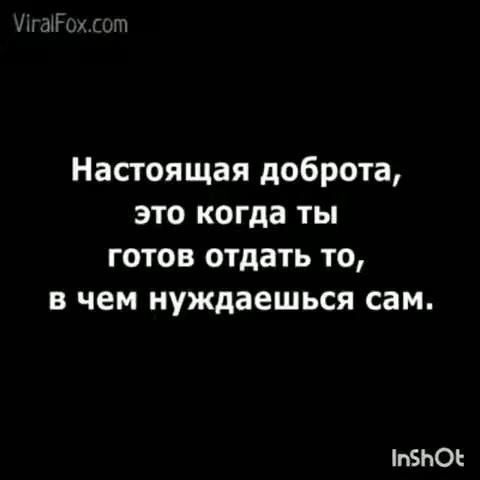 ViralFox.com
Настоящая доброта,
это когда ты
готов отдать то,
в чем нуждаешься сам.
InShOt